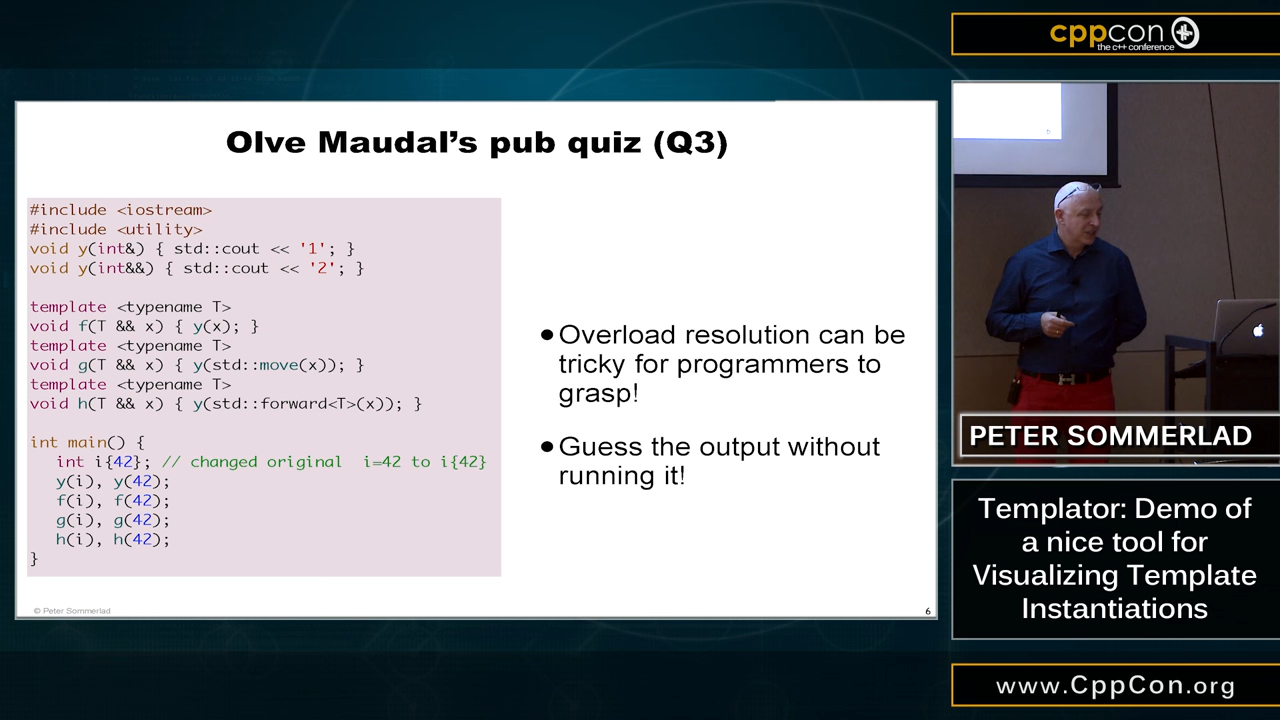 Olve Maudal's pub quiz (Q3)
#include <iostream>
#include <utility>
void y(int&) { std::cout << '1'; }
void y(int&&) { std::cout << '2'; }
template <typename T>
void f(T && x) { y(x); }
template <typename T>
void g(T && x) { y(std::move(x)); }
template <typename T>
void h(T && x) { y(std::forward<T>(x)); }
int main() {
int i{42}; // changed original i=42 to i{42}
y(i), y(42);
f(i), f(42);
g(i), g(42);
h(i), h(42);
}
●Overload resolution can be
tricky for programmers to
grasp!
●Guess the output without
running it!
© Peter Sommerlad
6
cppcon
the c++ conference
PETER SOMMERLAD
Templator: Demo of
a nice tool for
Visualizing Template
Instantiations
www.CppCon.org